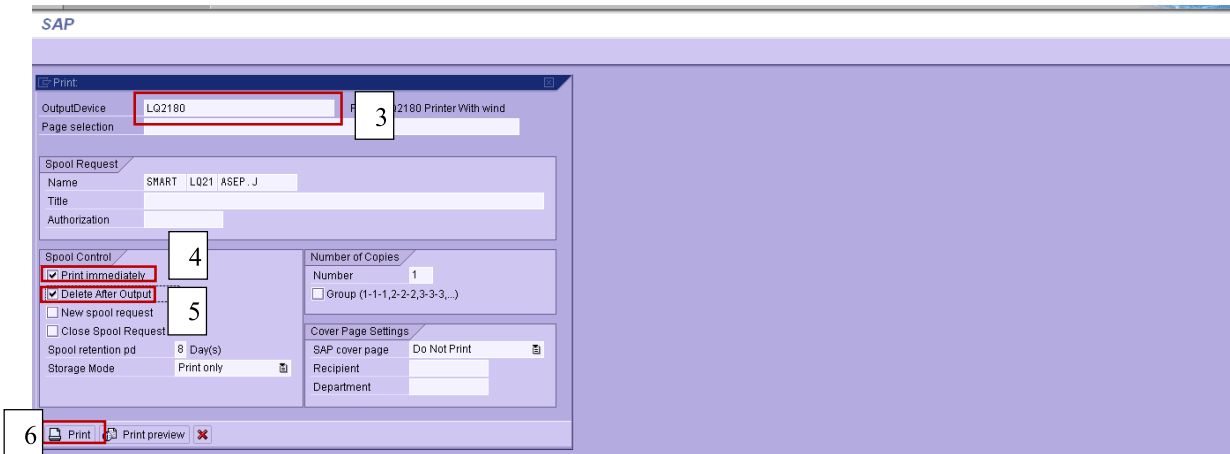 SAP
Print:
OutputDevice LQ2180 2180 Printer With wind
3
Page selection
Spool Request
Name SMART LQ21 ASEP.J
Title
Authorization
4
Spool Control Number of Copies
Print immediately Number 1
Delete After Output Group (1-1-1,2-2-2,3-3-3,...)
5
New spool request
Close Spool Request Cover Page Settings
Spool retention pd 8 Day(s) SAP cover page Do Not Print
Storage Mode Print only Recipient
Department
6 Print Print preview